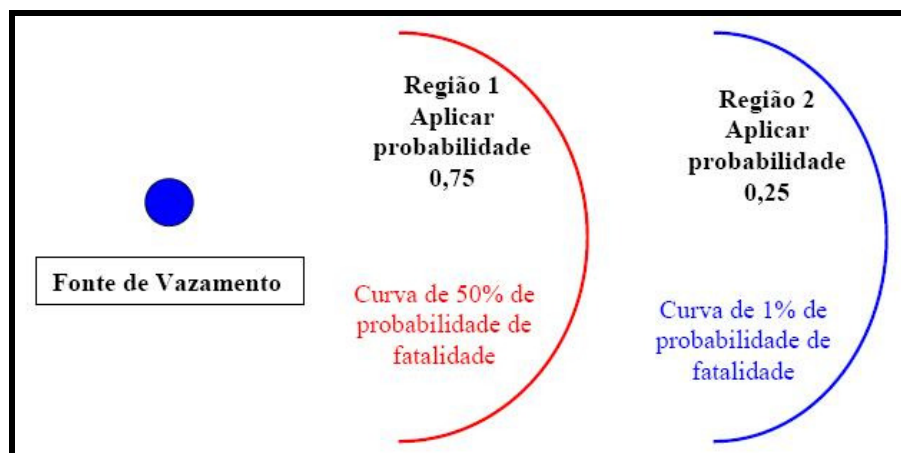 Região 1
Aplicar
probabilidade
0,75
Região 2
Aplicar
probabilidade
0,25
Fonte de Vazamento
Curva de 50% de
probabilidade de
fatalidade
Curva de 1% de
probabilidade de
fatalidade